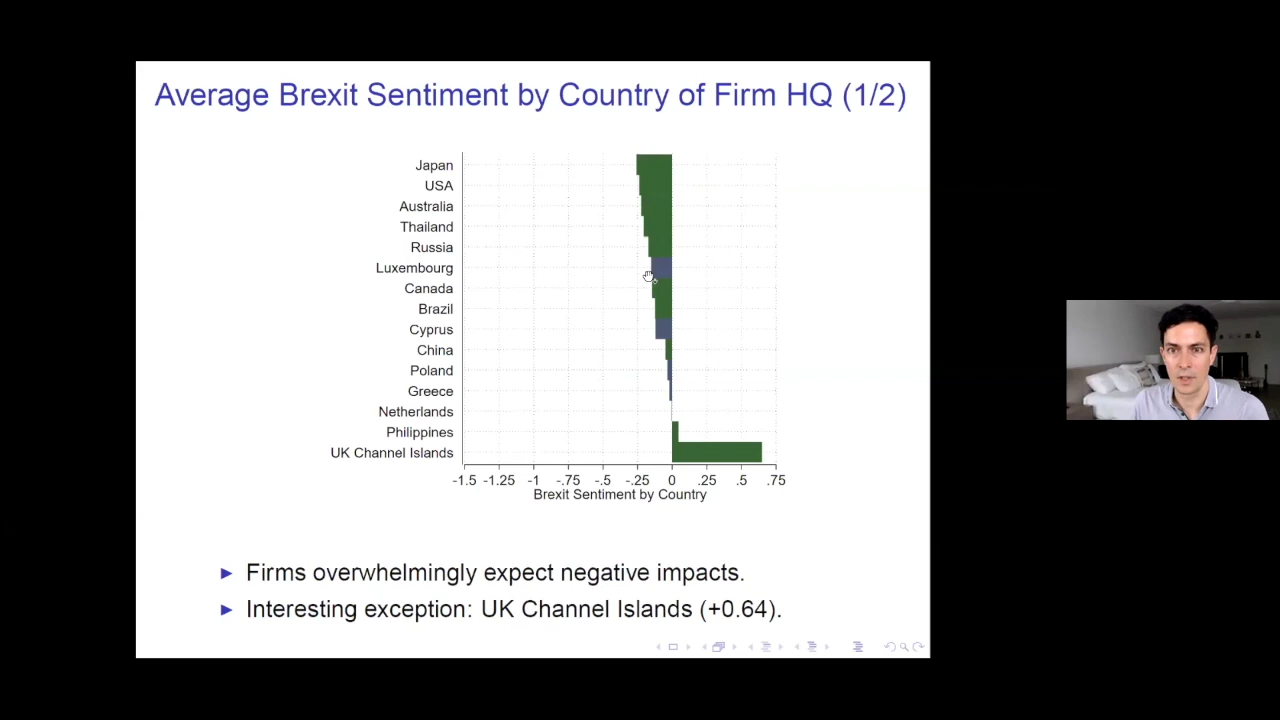 Average Brexit Sentiment by Country of Firm HQ (1/2)
Japan
USA
Australia
Thailand
Russia
Luxembourg
Canada
Brazil
Cyprus
China
Poland
Greece
Netherlands
Philippines
UK Channel Islands
-1.5 -1.25 -1 -.75 -.5 -.25 0 .25 .5 .75
Brexit Sentiment by Country
► Firms overwhelmingly expect negative impacts.
► Interesting exception: UK Channel Islands (+0.64).